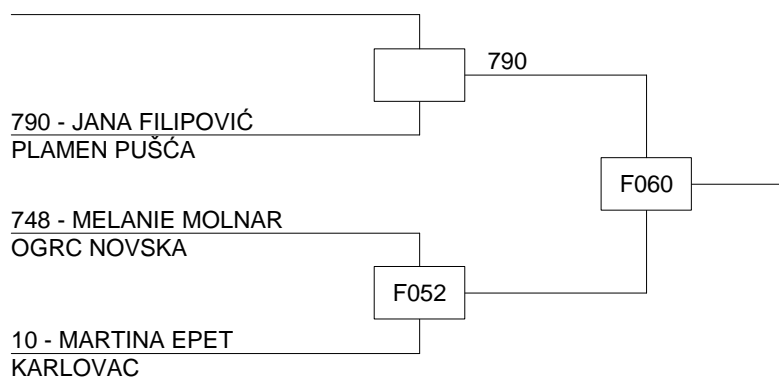 790
790 - JANA FILIPOVIĆ
PLAMEN PUŠĆA
F060
748 - MELANIE MOLNAR
OGRC NOVSKA
F052
10 - MARTINA EPET
KARLOVAC